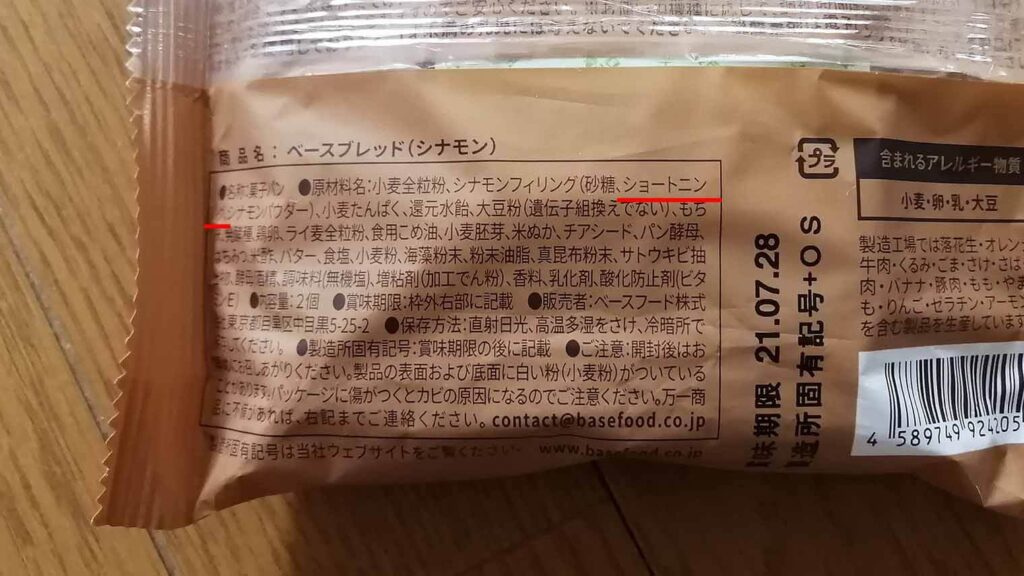 商品名：ベースブレッド（シナモン）
●名称:菓子パン ●原材料名:小麦全粒粉、シナモンフィリング（砂糖、ショートニン
シナモンパウダー）、小麦たんぱく、還元水飴、大豆粉（遺伝子組換えでない）、もち
鶏卵、ライ麦全粒粉、食用こめ油、小麦胚芽、米ぬか、チアシード、パン酵母、
はちみつ、米酢、バター、食塩、小麦粉、海藻粉末、粉末油脂、真昆布粉末、サトウキビ抽
酵母、酒精、調味料(無機塩)、増粘剤(加工でん粉)、香料、乳化剤、酸化防止剤(ビタ
ンE) ●内容量:2個 ●賞味期限:枠外右部に記載 ●販売者:ベースフード株式
東京都目黒区中目黒5-25-2 ●保存方法:直射日光、高温多湿をさけ、冷暗所で
してください。 ●製造所固有記号:賞味期限の後に記載 ●ご注意:開封後はお
にお召しあがりください。製品の表面および底面に白い粉(小麦粉)がついている
ことがあります。パッケージに傷がつくとカビの原因になるのでご注意ください。万一商
に不備があれば、右記までご連絡ください。contact@basefood.co.jp
固有記号は当社ウェブサイトをご覧ください www.basefood.co.jp
味期限 21.07.28
造所固有記号+OS
プラ
含まれるアレルギー物質
小麦・卵・乳・大豆
製造工場では落花生・オレン
牛肉・くるみ・ごま・さけ・さば
肉・バナナ・豚肉・もも・やま
も・りんご・ゼラチン・アーモン
を含む製品を生産しています
4 589749 924205